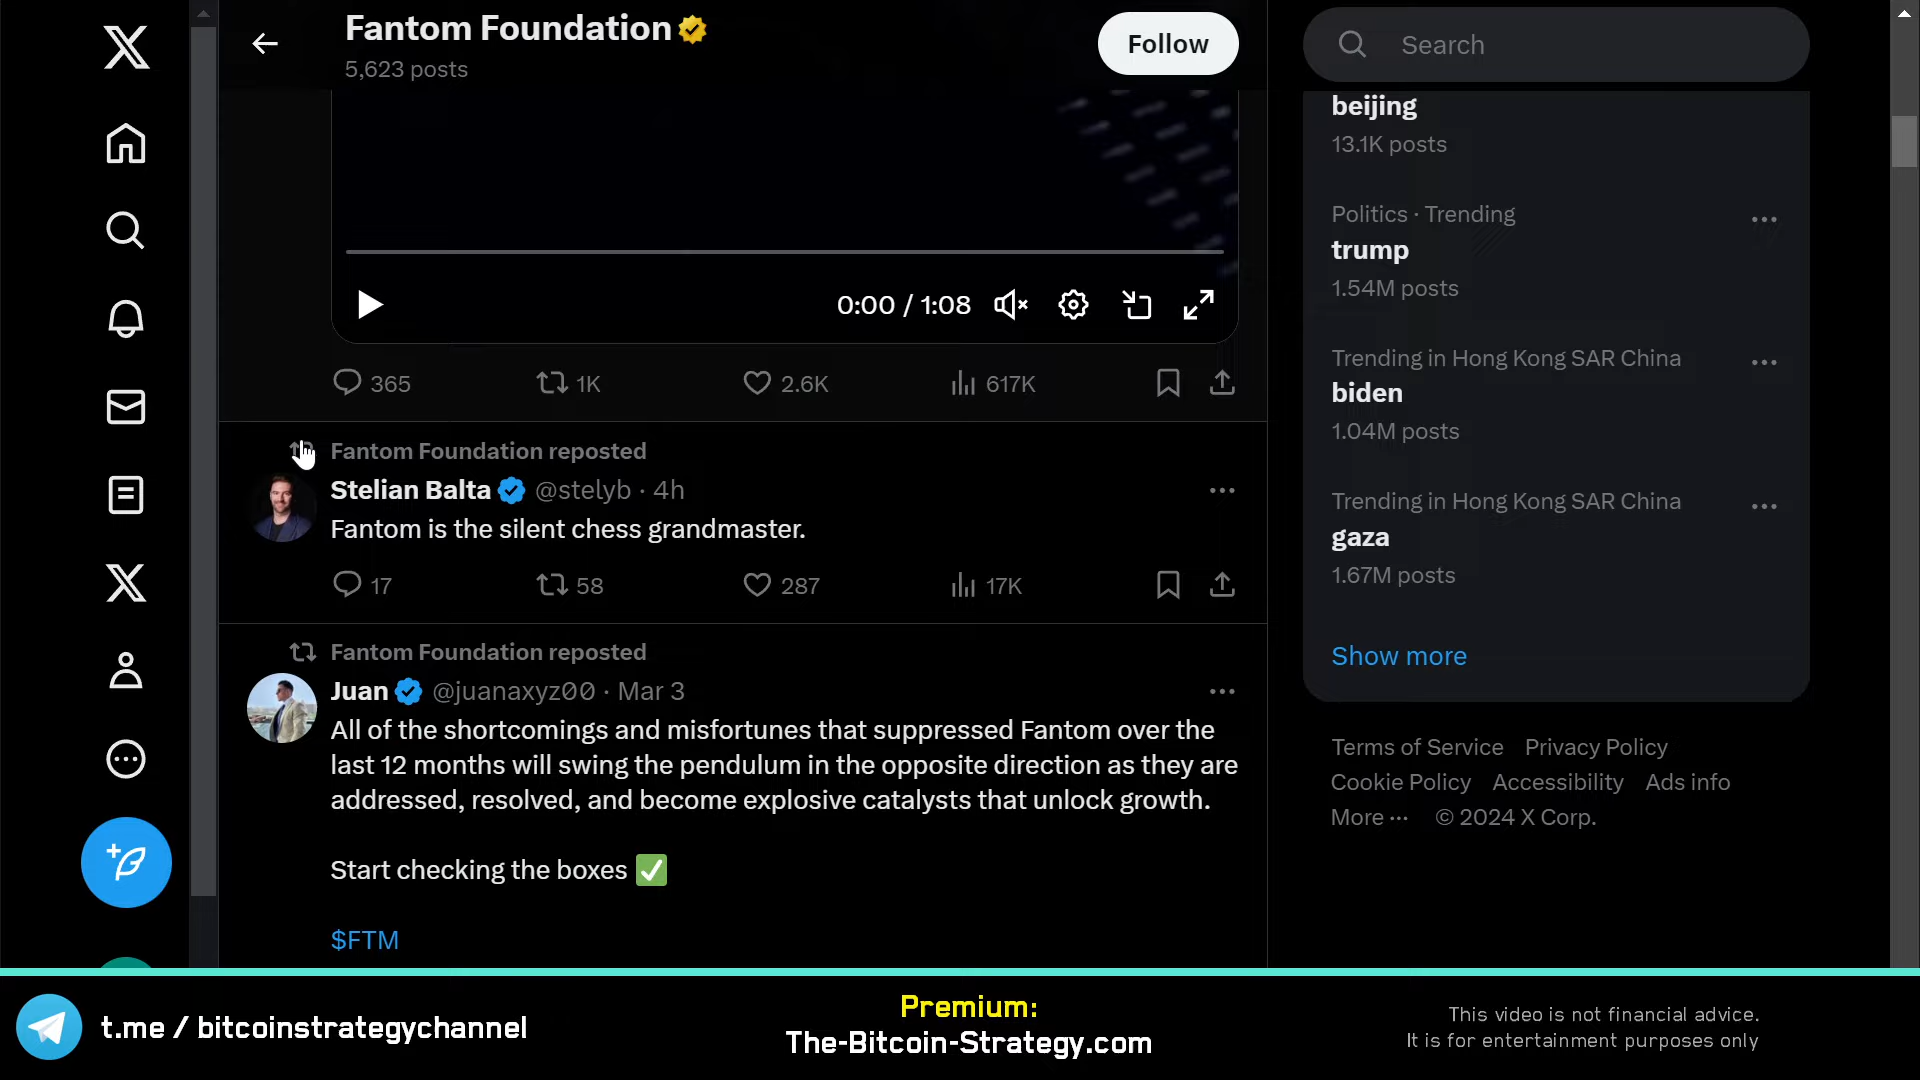 Fantom Foundation
5,623 posts
Follow
Search
0:00 / 1:08
365
1K
2.6K
617K
Fantom Foundation reposted
Stelian Balta @stelyb · 4h
Fantom is the silent chess grandmaster.
17
58
287
17K
Fantom Foundation reposted
Juan @juanaxyz00 · Mar 3
All of the shortcomings and misfortunes that suppressed Fantom over the
last 12 months will swing the pendulum in the opposite direction as they are
addressed, resolved, and become explosive catalysts that unlock growth.
Start checking the boxes ✅
$FTM
beijing
13.1K posts
Politics · Trending
trump
1.54M posts
Trending in Hong Kong SAR China
biden
1.04M posts
Trending in Hong Kong SAR China
gaza
1.67M posts
Show more
Terms of Service Privacy Policy
Cookie Policy Accessibility Ads info
More ··· © 2024 X Corp.
t.me / bitcoinstrategychannel
Premium:
The-Bitcoin-Strategy.com
This video is not financial advice.
It is for entertainment purposes only